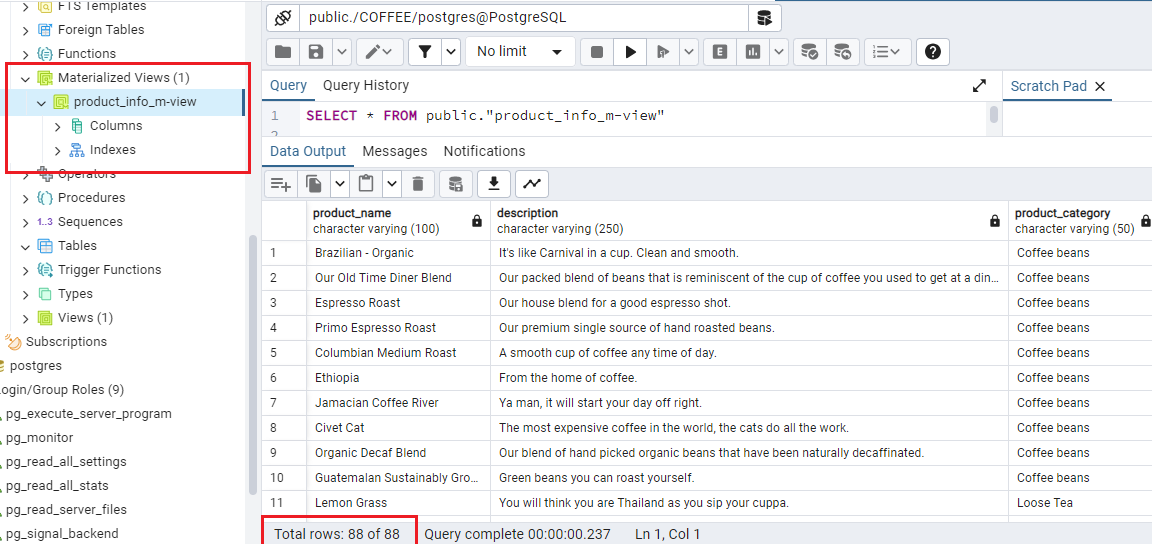 FTS Templates
Foreign Tables
Functions
Materialized Views (1)
product_info_m-view
Columns
Indexes
Operators
Procedures
1..3 Sequences
Tables
Trigger Functions
Types
Views (1)
Subscriptions
postgres
ogin/Group Roles (9)
pg_execute_server_program
pg_monitor
pg_read_all_settings
pg_read_all_stats
pg_read_server_files
pg_signal_backend
public./COFFEE/postgres@PostgreSQL
No limit
E
Query Query History
Scratch Pad
1 SELECT * FROM public."product_info_m-view"
2
Data Output Messages Notifications
product_name description product_category
character varying (100) character varying (250) character varying (50)
1 Brazilian - Organic It's like Carnival in a cup. Clean and smooth. Coffee beans
2 Our Old Time Diner Blend Our packed blend of beans that is reminiscent of the cup of coffee you used to get at a din... Coffee beans
3 Espresso Roast Our house blend for a good espresso shot. Coffee beans
4 Primo Espresso Roast Our premium single source of hand roasted beans. Coffee beans
5 Columbian Medium Roast A smooth cup of coffee any time of day. Coffee beans
6 Ethiopia From the home of coffee. Coffee beans
7 Jamacian Coffee River Ya man, it will start your day off right. Coffee beans
8 Civet Cat The most expensive coffee in the world, the cats do all the work. Coffee beans
9 Organic Decaf Blend Our blend of hand picked organic beans that have been naturally decaffinated. Coffee beans
10 Guatemalan Sustainably Gro... Green beans you can roast yourself. Coffee beans
11 Lemon Grass You will think you are Thailand as you sip your cuppa. Loose Tea
Total rows: 88 of 88 Query complete 00:00:00.237 Ln 1, Col 1